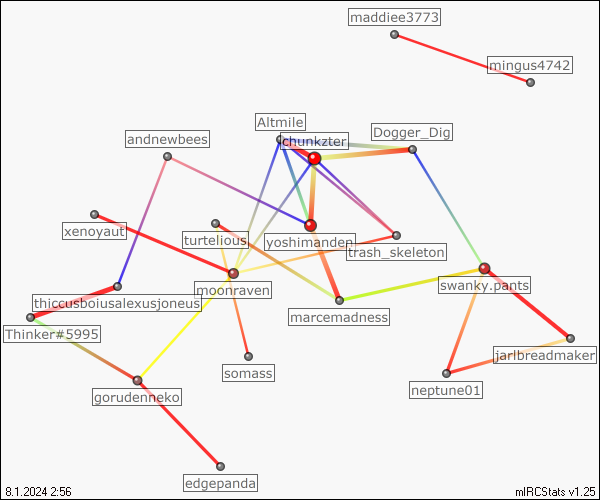 maddiee3773
mingus4742
Altmile
chunkzter
Dogger_Dig
andnewbees
xenoyaut
turtelious
yoshimanden
trash_skeleton
moonraven
swanky.pants
thiccusboiusalexusjoneus
marcemadness
Thinker#5995
jarlbreadmaker
somass
neptune01
gorudenneko
edgepanda
8.1.2024 2:56
mIRCStats v1.25